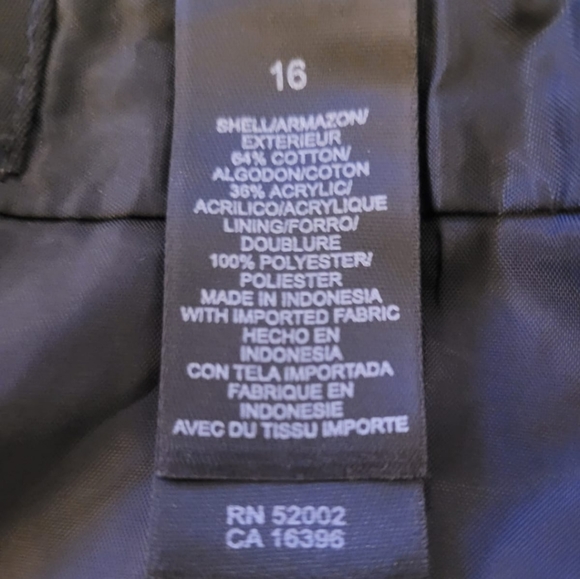 16
SHELL/ARMAZON/
EXTERIEUR
64% COTTON/
ALGODON/COTON
36% ACRYLIC/
ACRILICO/ACRYLIQUE
LINING/FORRO/
DOUBLURE
100% POLYESTER/
POLIESTER
MADE IN INDONESIA
WITH IMPORTED FABRIC
HECHO EN
INDONESIA
CON TELA IMPORTADA
FABRIQUE EN
INDONESIE
AVEC DU TISSU IMPORTE
RN 52002
CA 16396